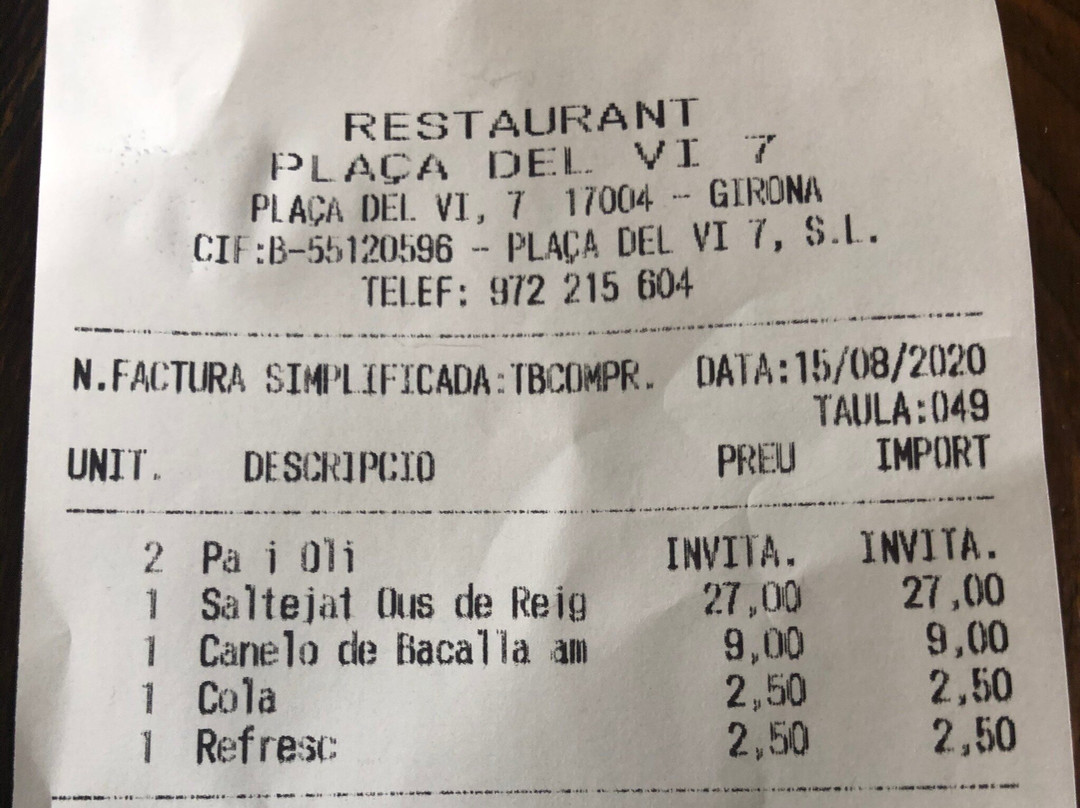 RESTAURANT
PLAÇA DEL VI 7
PLAÇA DEL VI, 7 17004 - GIRONA
CIF:B-55120596 - PLAÇA DEL VI 7, S.L.
TELEF: 972 215 604
N.FACTURA SIMPLIFICADA:TBCOMPR. DATA:15/08/2020
TAULA:049
UNIT. DESCRIPCIO PREU IMPORT
2 Pa i Oli INVITA. INVITA.
1 Saltejat Ous de Reig 27,00 27,00
1 Canelo de Bacalla am 9,00 9,00
1 Cola 2,50 2,50
1 Refresc 2,50 2,50